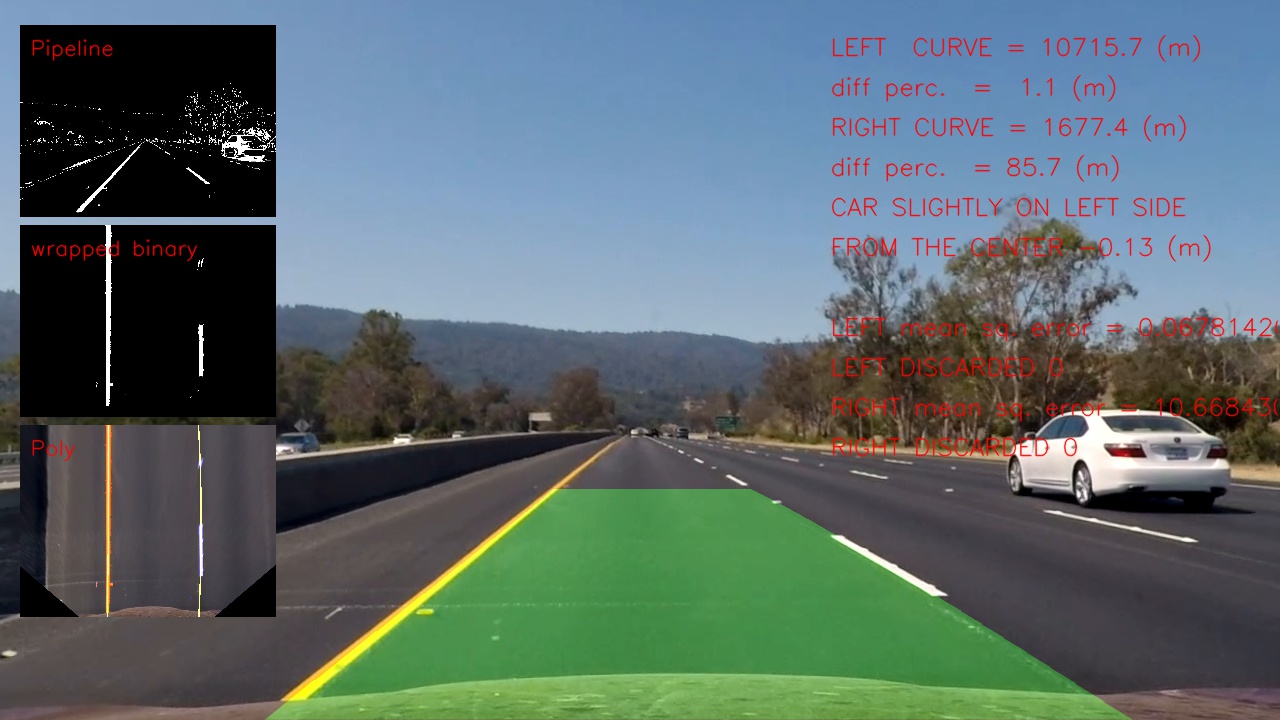 Pipeline
wrapped binary
Poly
LEFT CURVE = 10715.7 (m)
diff perc. = 1.1 (m)
RIGHT CURVE = 1677.4 (m)
diff perc. = 85.7 (m)
CAR SLIGHTLY ON LEFT SIDE
FROM THE CENTER -0.13 (m)
LEFT mean sq. error = 0.0678142
LEFT DISCARDED 0
RIGHT mean sq. error = 10.66843
RIGHT DISCARDED 0